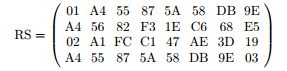 01 A4 55 87 5A 58 DB 9E
RS = A4 56 82 F3 1E C6 68 E5
02 A1 FC C1 47 AE 3D 19
A4 55 87 5A 58 DB 9E 03